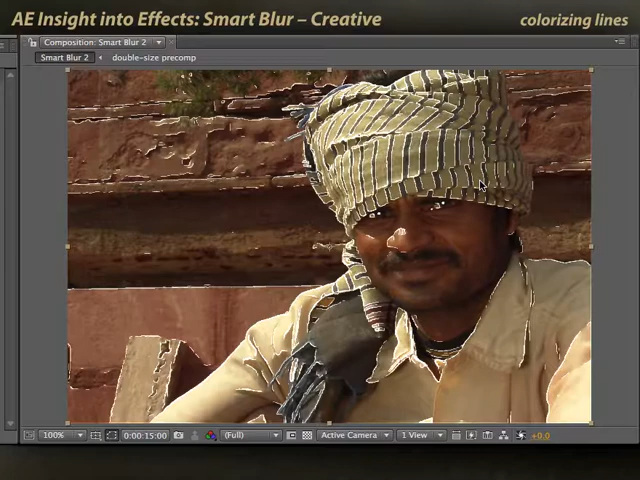 AE Insight into Effects: Smart Blur – Creative
colorizing lines
Composition: Smart Blur 2
Smart Blur 2
double-size precomp
100%
0:00:15:00
(Full)
Active Camera
1 View
+0.0